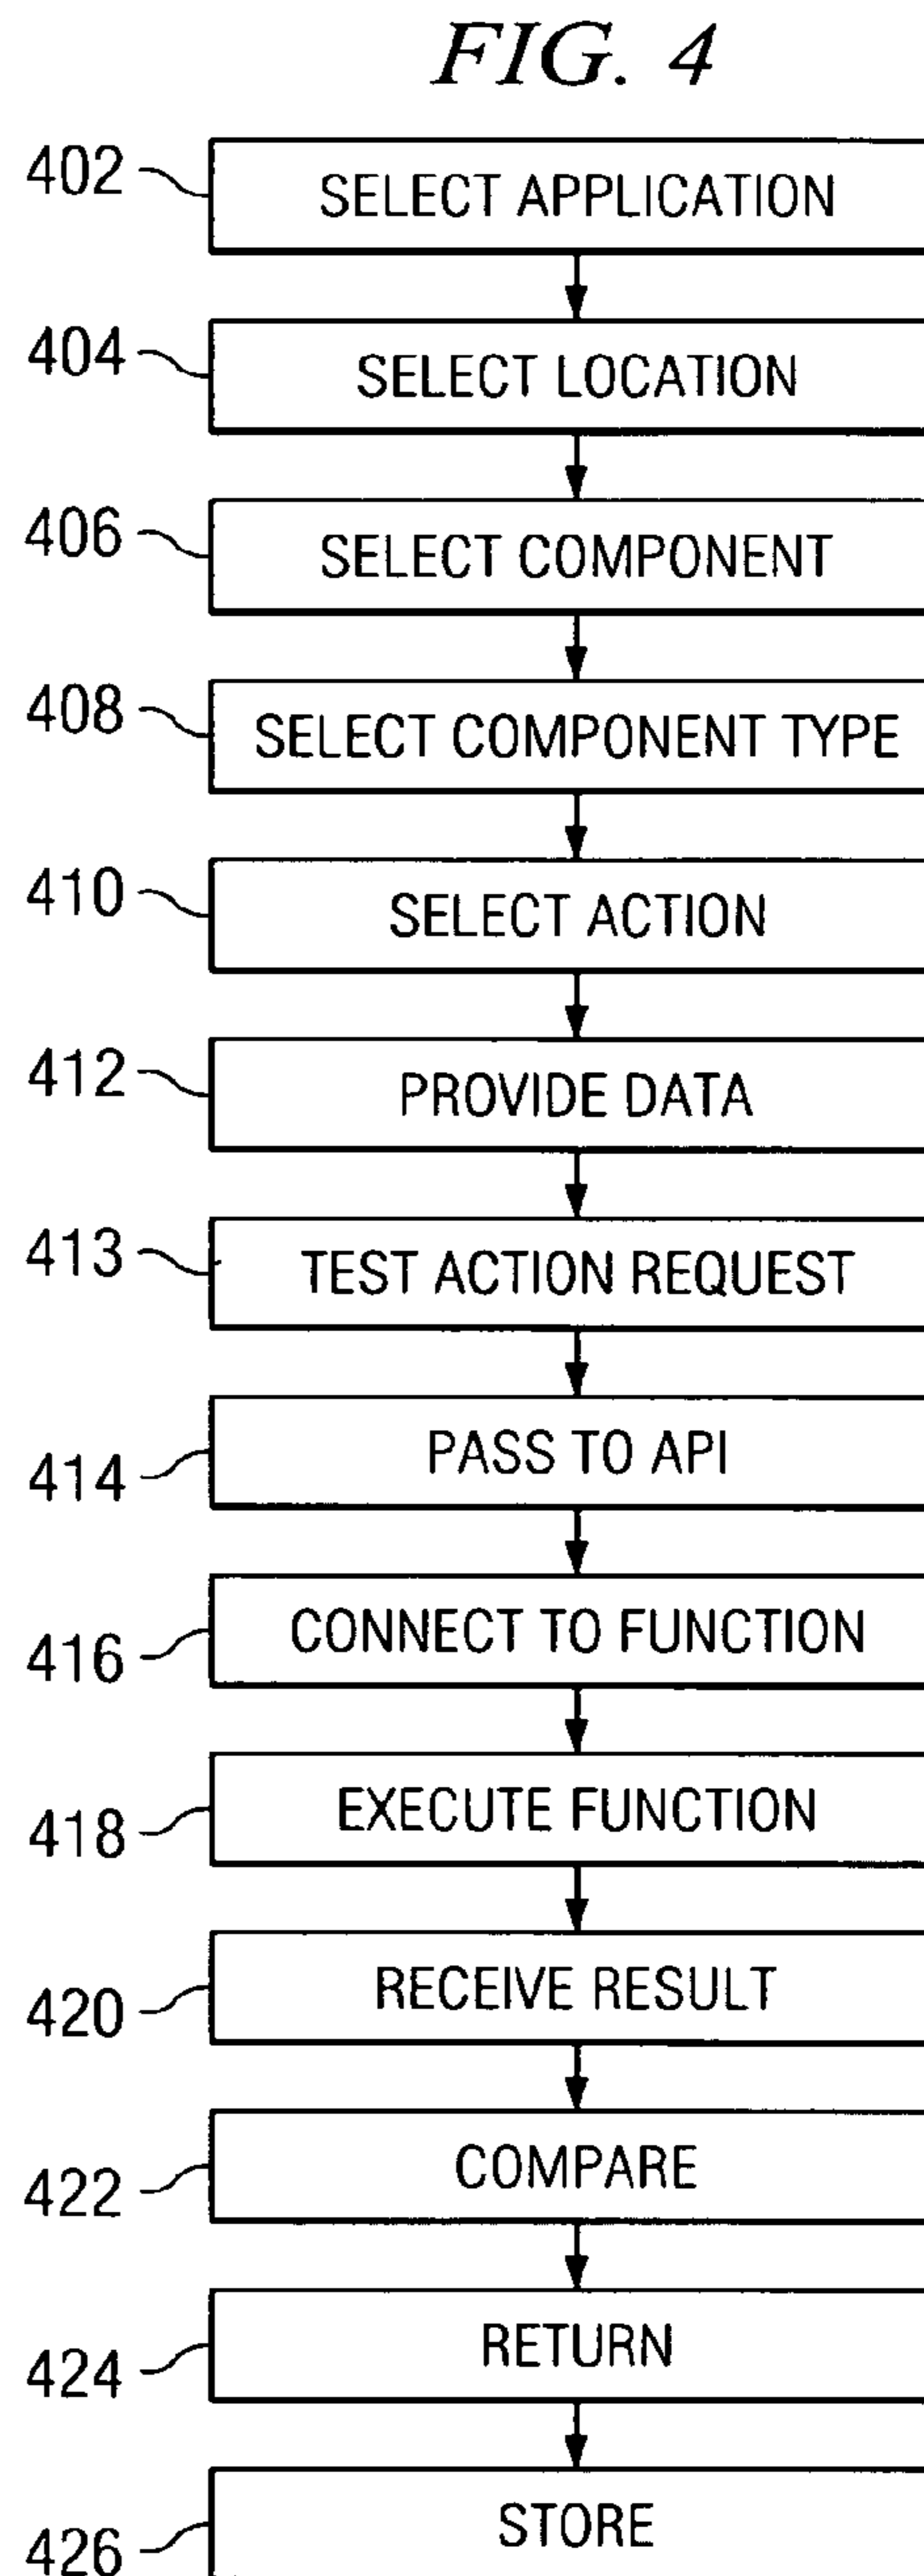 FIG. 4
402 SELECT APPLICATION
404 SELECT LOCATION
406 SELECT COMPONENT
408 SELECT COMPONENT TYPE
410 SELECT ACTION
412 PROVIDE DATA
413 TEST ACTION REQUEST
414 PASS TO API
416 CONNECT TO FUNCTION
418 EXECUTE FUNCTION
420 RECEIVE RESULT
422 COMPARE
424 RETURN
426 STORE